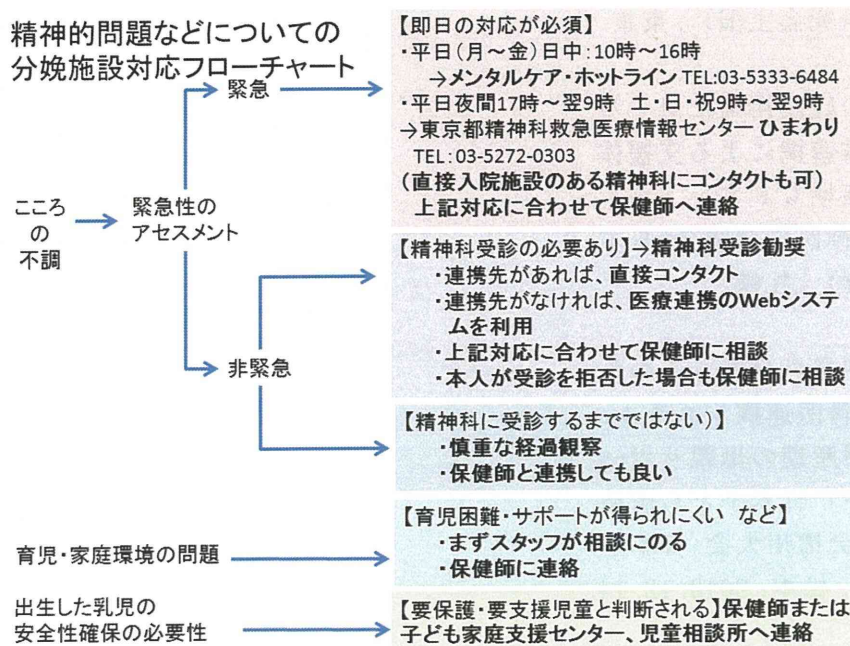 精神的問題などについての
分娩施設対応フローチャート
こころ
の
不調
緊急性の
アセスメント
緊急
【即日の対応が必須】
・平日(月～金)日中:10時～16時
→メンタルケア・ホットライン TEL:03-5333-6484
・平日夜間17時～翌9時 土・日・祝9時～翌9時
→東京都精神科救急医療情報センター ひまわり
TEL:03-5272-0303
(直接入院施設のある精神科にコンタクトも可)
上記対応に合わせて保健師へ連絡
非緊急
【精神科受診の必要あり】→精神科受診勧奨
・連携先があれば、直接コンタクト
・連携先がなければ、医療連携のWebシステ
ムを利用
・上記対応に合わせて保健師に相談
・本人が受診を拒否した場合も保健師に相談
【精神科に受診するまでではない)】
・慎重な経過観察
・保健師と連携しても良い
育児・家庭環境の問題
【育児困難・サポートが得られにくい など】
・まずスタッフが相談にのる
・保健師に連絡
出生した乳児の
安全性確保の必要性
【要保護・要支援児童と判断される】保健師または
子ども家庭支援センター、児童相談所へ連絡